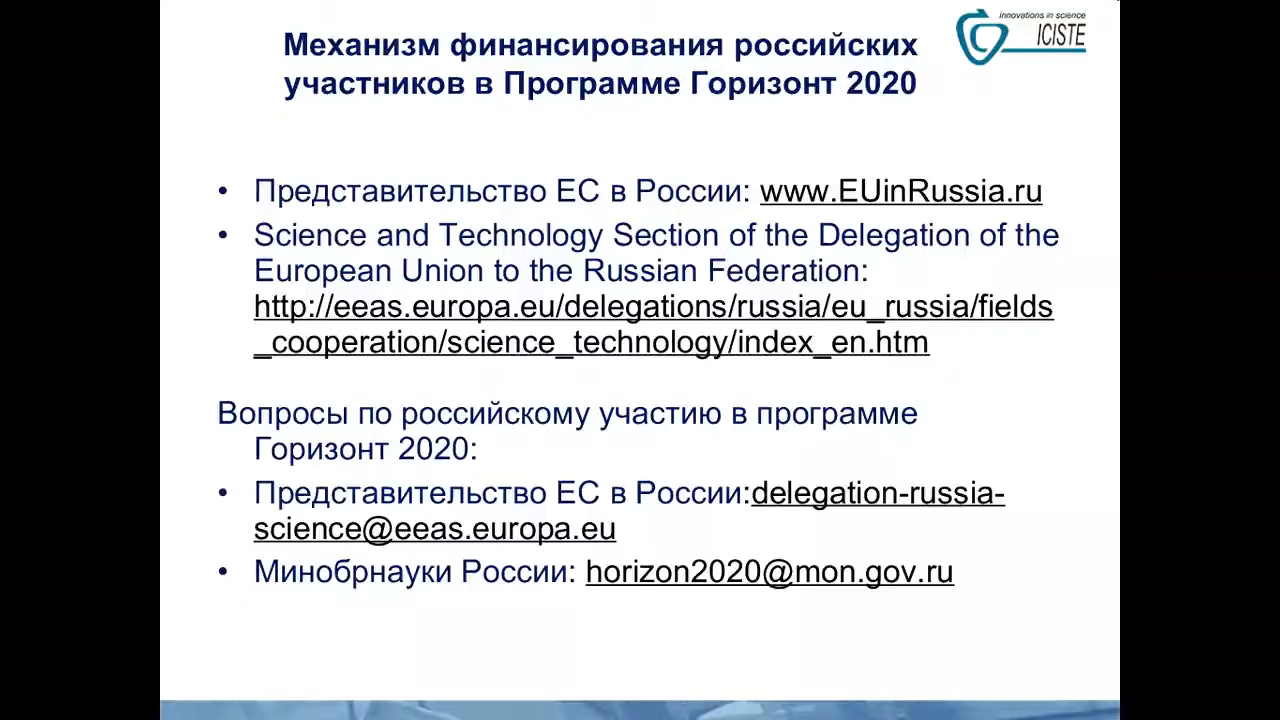 Innovations in science
ICISTE
Механизм финансирования российских
участников в Программе Горизонт 2020
• Представительство ЕС в России: www.EUinRussia.ru
• Science and Technology Section of the Delegation of the
European Union to the Russian Federation:
http://eeas.europa.eu/delegations/russia/eu_russia/fields
_cooperation/science_technology/index_en.htm
Вопросы по российскому участию в программе
Горизонт 2020:
• Представительство ЕС в России:delegation-russia-
science@eeas.europa.eu
• Минобрнауки России: horizon2020@mon.gov.ru